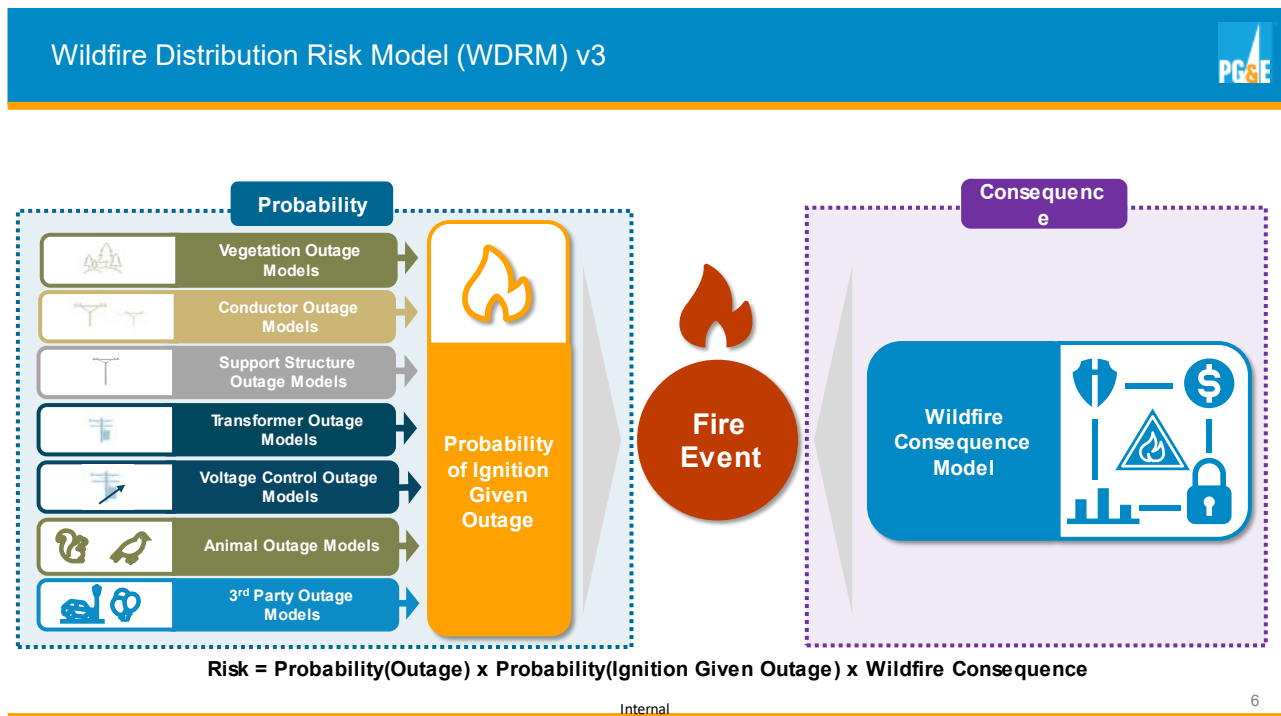 Wildfire Distribution Risk Model (WDRM) v3
PG&E
Probability
Vegetation Outage
Models
Conductor Outage
Models
Support Structure
Outage Models
Transformer Outage
Models
Voltage Control Outage
Models
Animal Outage Models
3rd Party Outage
Models
Probability
of Ignition
Given
Outage
Fire
Event
Consequenc
e
Wildfire
Consequence
Model
$
Risk = Probability(Outage) x Probability(Ignition Given Outage) x Wildfire Consequence
Internal
6